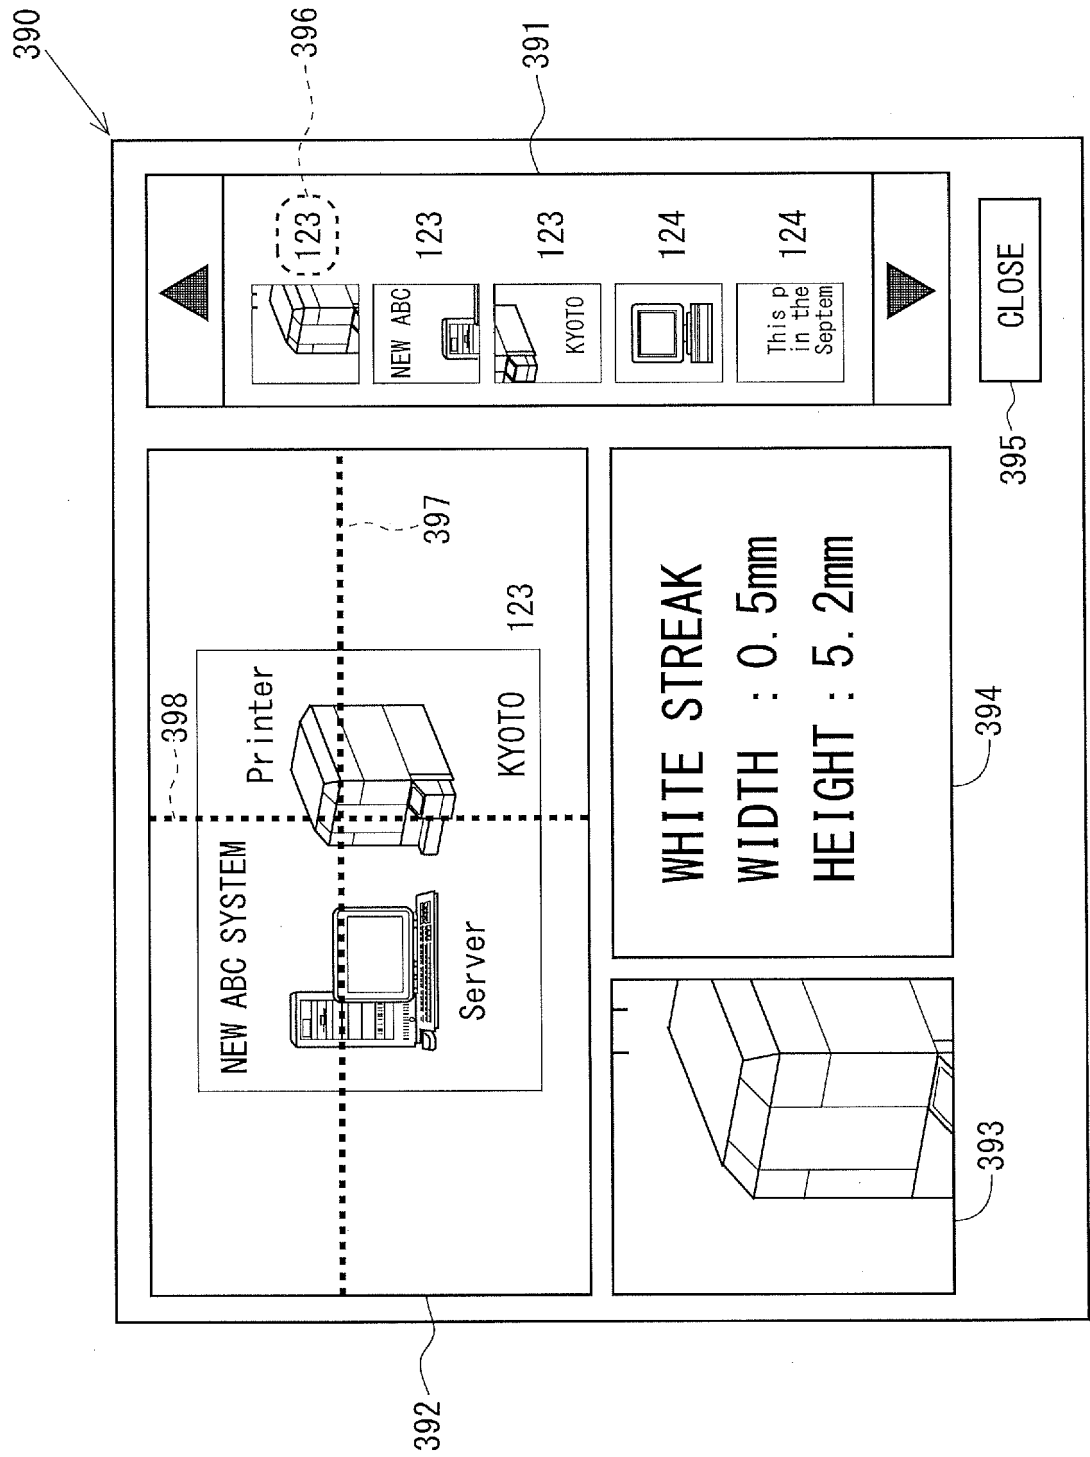 390
398
NEW ABC SYSTEM
Printer
Server
KYOTO
123
397
392
123
396
NEW ABC
123
391
KYOTO
123
124
This p
in the
Septem
124
393
WHITE STREAK
WIDTH : 0.5mm
HEIGHT : 5.2mm
394
CLOSE
395